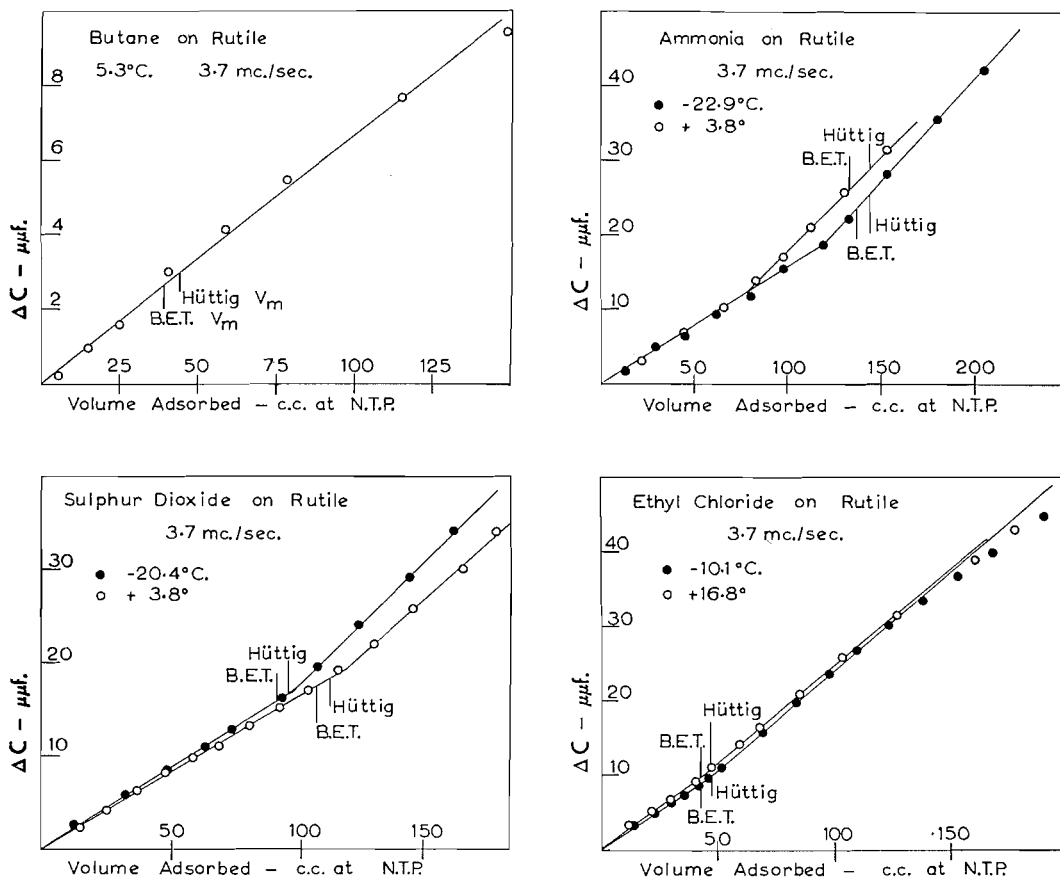 Butane on Rutile
5.3°C. 3.7 mc./sec.
8
6
4
2
ΔC – μμf.
Hüttig Vm
B.E.T. Vm
25
50
75
100
125
Volume Adsorbed – c.c. at N.T.P.
Ammonia on Rutile
3.7 mc./sec.
● -22.9°C.
○ + 3.8°
Hüttig
B.E.T.
Hüttig
B.E.T.
40
30
20
10
ΔC – μμf.
50
100
150
200
Volume Adsorbed – c.c. at N.T.P.
Sulphur Dioxide on Rutile
3.7 mc./sec.
● -20.4°C.
○ + 3.8°
Hüttig
B.E.T.
Hüttig
B.E.T.
30
20
10
ΔC – μμf.
50
100
150
Volume Adsorbed – c.c. at N.T.P.
Ethyl Chloride on Rutile
3.7 mc./sec.
● -10.1°C.
○ +16.8°
Hüttig
B.E.T.
Hüttig
B.E.T.
40
30
20
10
ΔC – μμf.
50
100
150
Volume Adsorbed – c.c. at N.T.P.